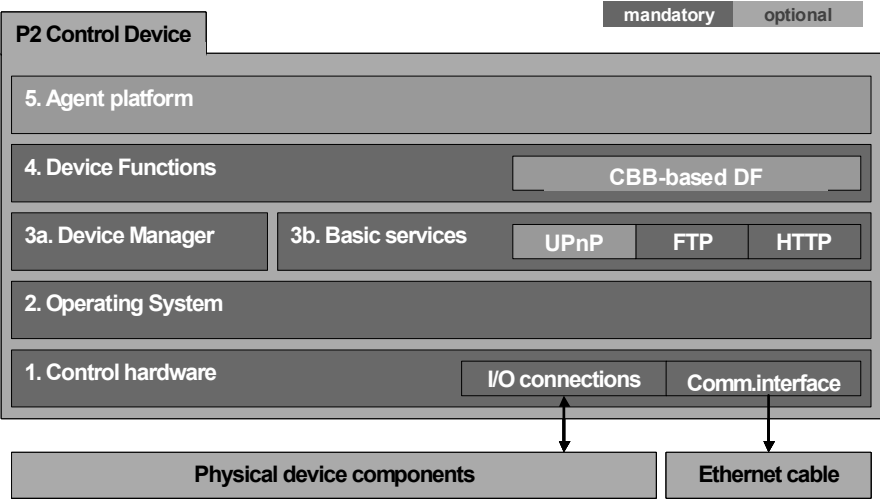 mandatory optional
P2 Control Device
5. Agent platform
4. Device Functions
CBB-based DF
3a. Device Manager
3b. Basic services
UPnP
FTP
HTTP
2. Operating System
1. Control hardware
I/O connections
Comm.interface
Physical device components
Ethernet cable